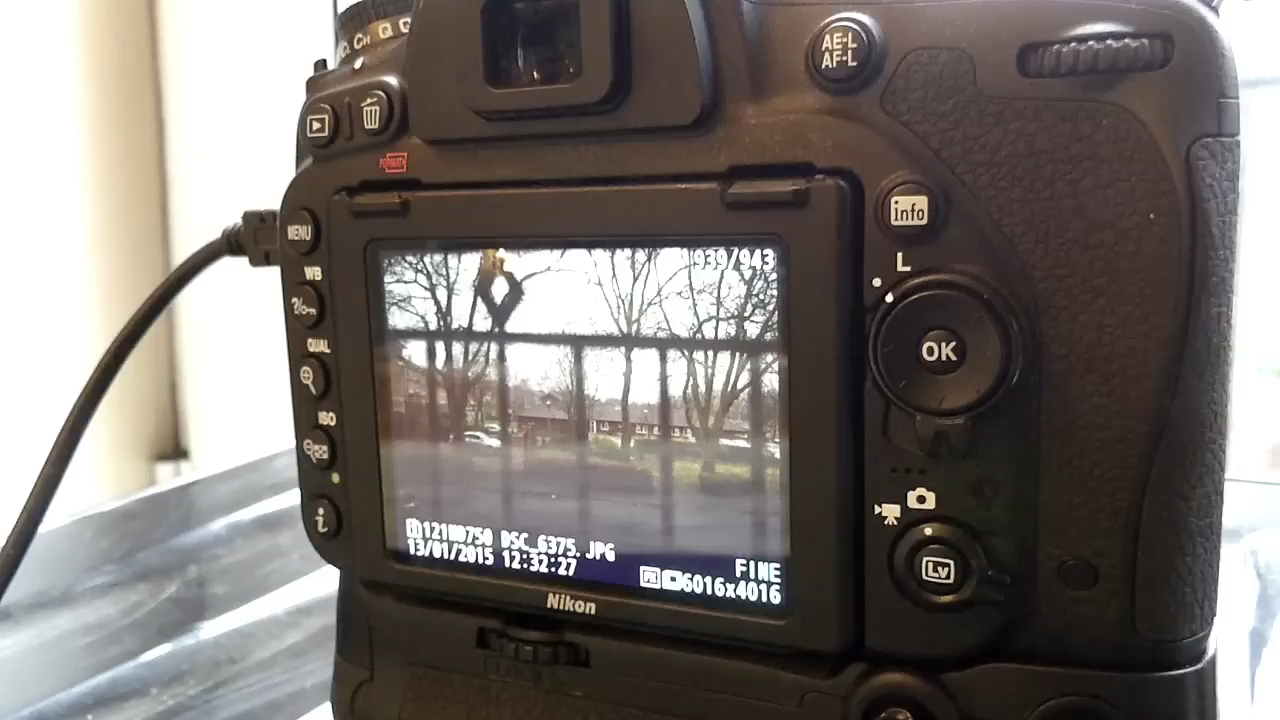 CH Q
AE-L
AF-L
FORMAT
info
MENU
L
WB
939/943
?
QUAL
OK
ISO
121ND750 DSC_6375.JPG
13/01/2015 12:32:27
FINE
6016x4016
i
Lv
Nikon